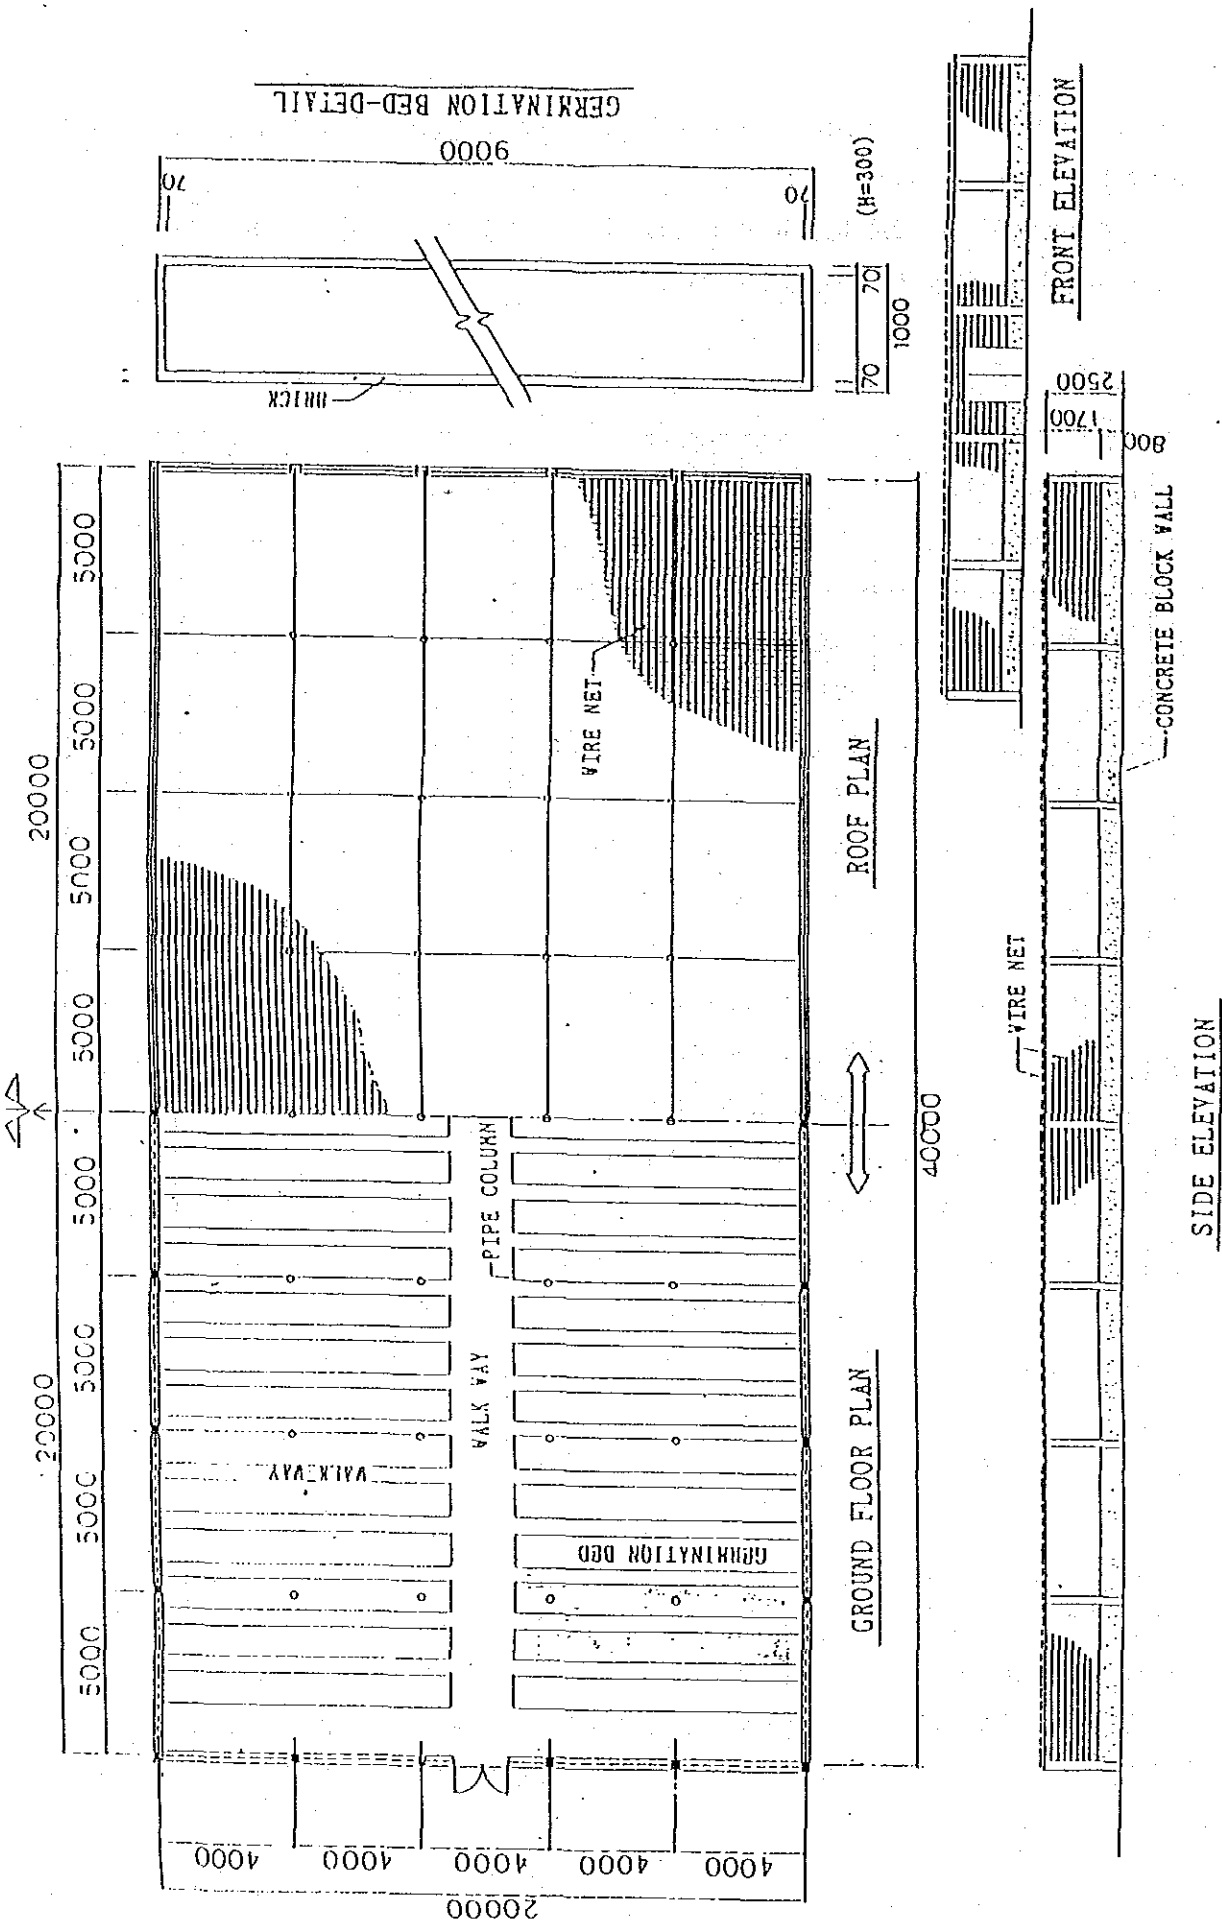 GERMINATION BED-DETAIL
9000
70
70
(H=300)
BRICK
70
70
1000
FRONT ELEVATION
20000
20000
5000
5000
5000
5000
5000
5000
5000
5000
WIRE NET
ROOF PLAN
PIPE COLUMN
WALK WAY
WALK WAY
GERMINATION BED
GROUND FLOOR PLAN
40000
4000
4000
4000
4000
4000
20000
2500
1700
800
CONCRETE BLOCK WALL
WIRE NET
SIDE ELEVATION